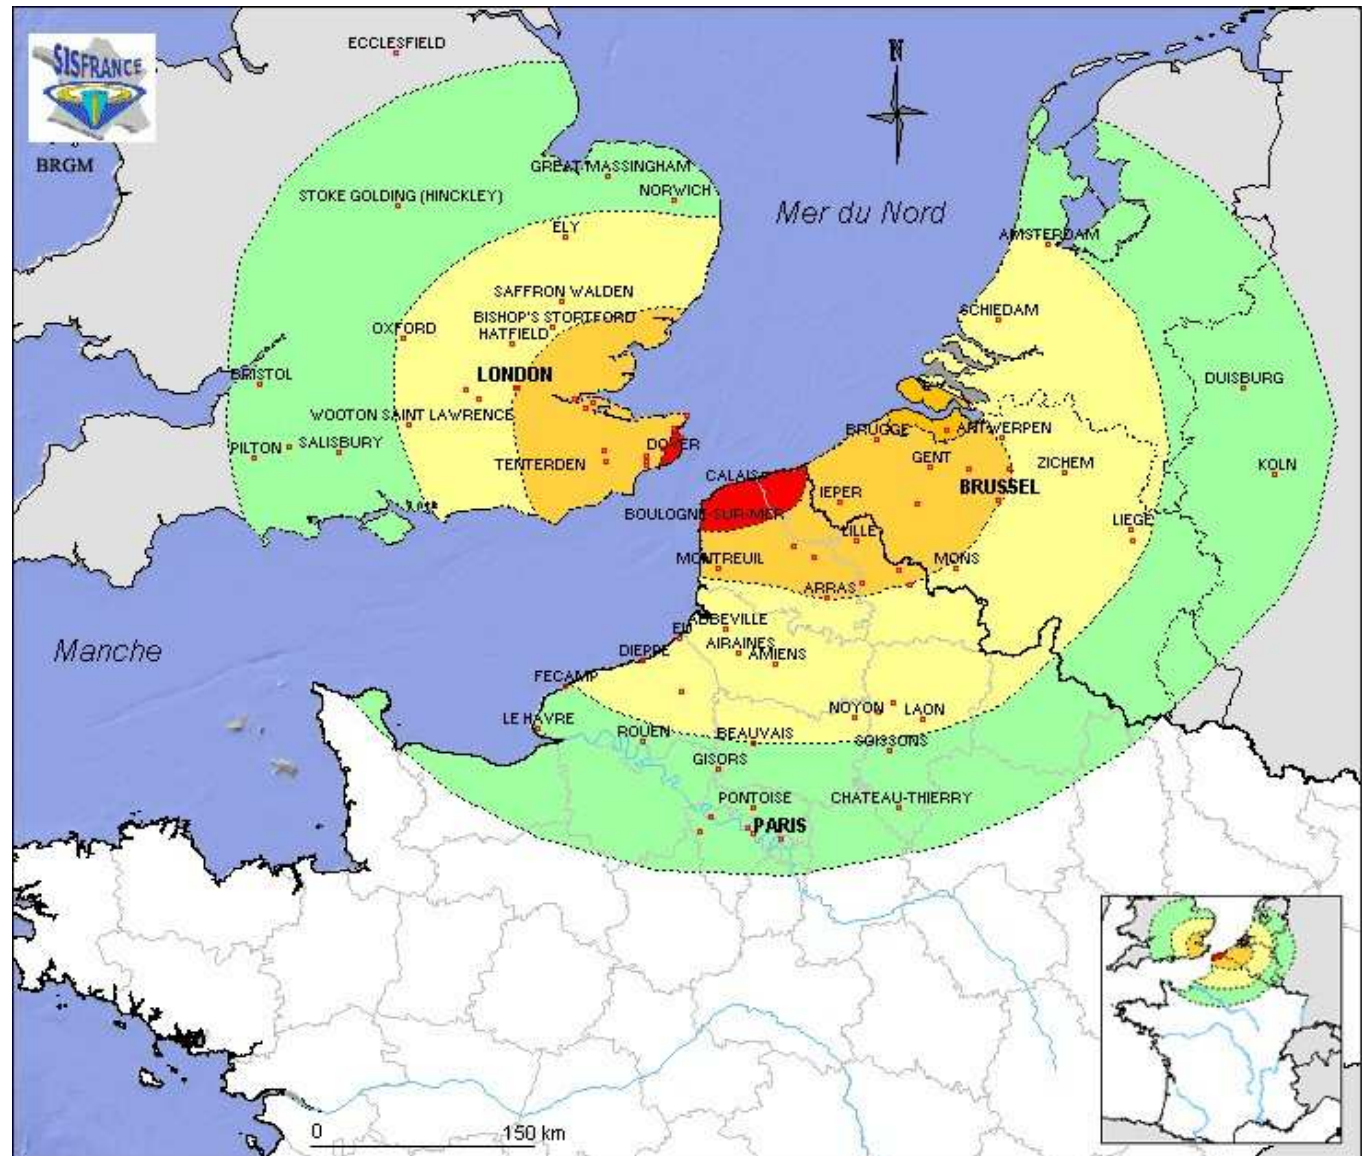 ECCLESFIELD
N
SISFRANCE
BRGM
GREAT-MASSINGHAM
STOKE GOLDING (HINCKLEY)
NORWICH
Mer du Nord
ELY
AMSTERDAM
SAFFRON WALDEN
SCHIEDAM
BISHOP'S STORTFORD
OXFORD
HATFIELD
BRISTOL
LONDON
DUISBURG
WOOTON SAINT LAWRENCE
BRUGGE
ANTWERPEN
PILTON
SALISBURY
DOVER
TENTERDEN
GENT
ZICHEM
KOLN
CALAIS
IEPER
BRUSSEL
BOULOGNE-SUR-MER
LIEGE
LILLE
MONTREUIL
MONS
ARRAS
ABBEVILLE
EU
Manche
DIEPPE
AIRAINES
AMIENS
FECAMP
LE HAVRE
NOYON
LAON
ROUEN
BEAUVAIS
SOISSONS
GISORS
PONTOISE
CHATEAU-THIERRY
PARIS
0 150 km